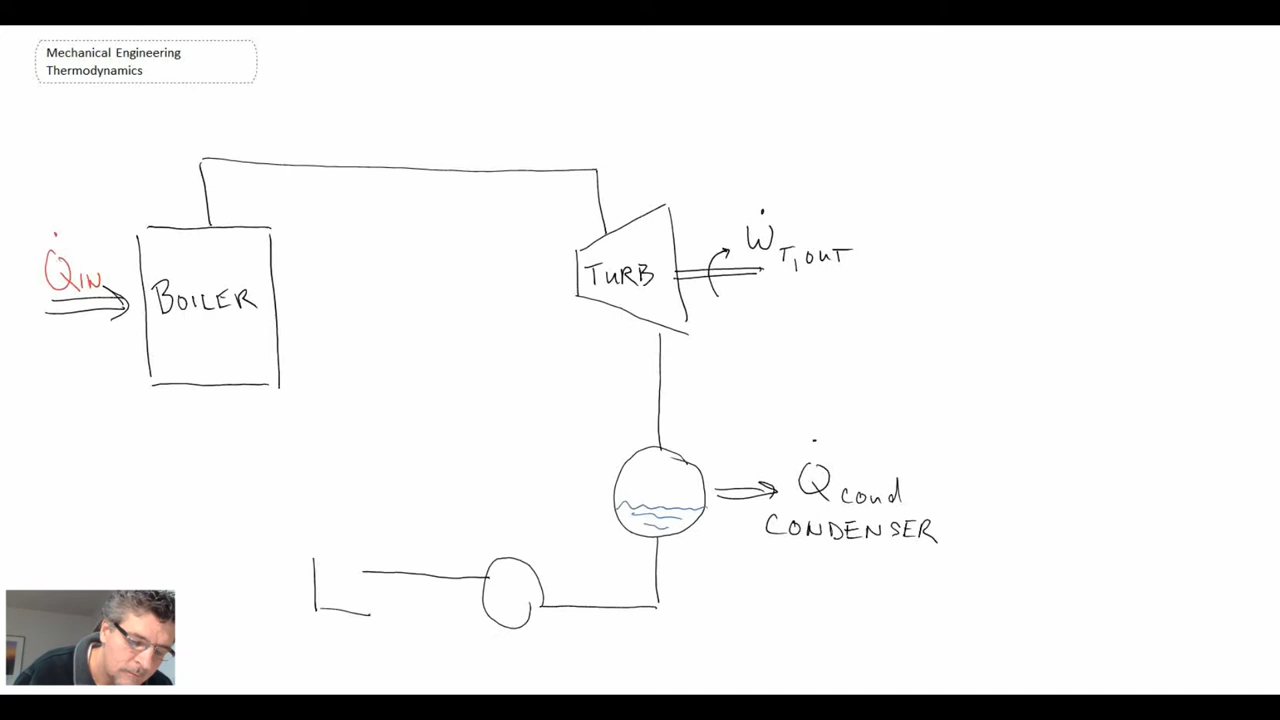 Mechanical Engineering
Thermodynamics
Q̇IN
BOILER
TURB
ẆT,OUT
Q̇cond
CONDENSER